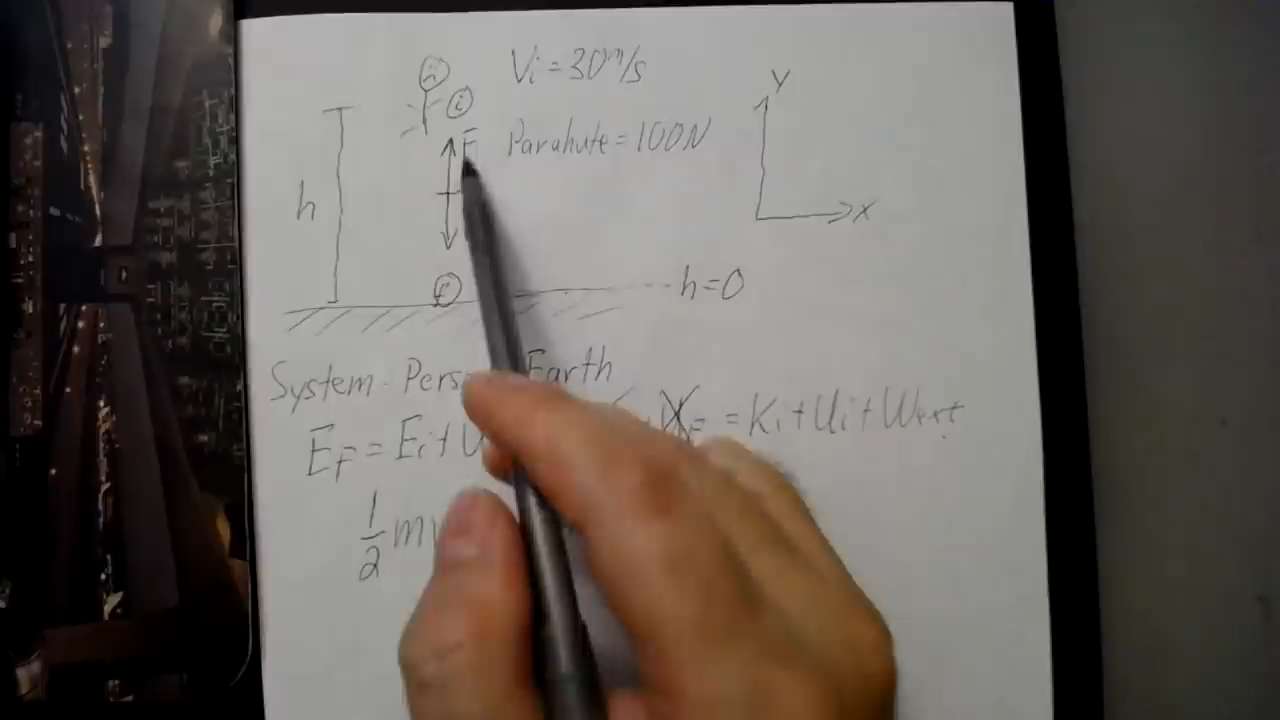 Vi = 30 m/s
i
F
Parahute = 100N
Y
X
h
h=0
f
System - Pers Earth
EF = Ei + = Ki + Ui + Wext
1/2 m